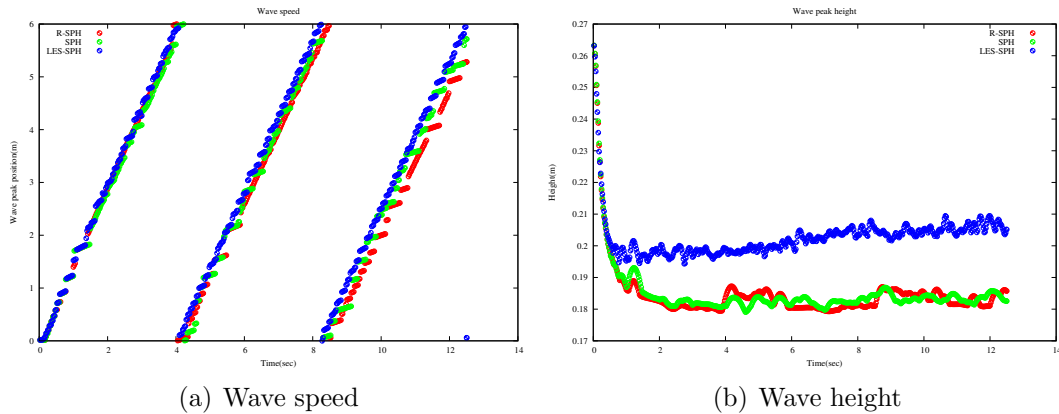 Wave speed
6
5
4
3
2
1
0
Wave peak position(m)
R-SPH
SPH
LES-SPH
0 2 4 6 8 10 12 14
Time(sec)
(a) Wave speed
Wave peak height
0.27
0.26
0.25
0.24
0.23
0.22
0.21
0.2
0.19
0.18
0.17
Height(m)
R-SPH
SPH
LES-SPH
0 2 4 6 8 10 12 14
Time(sec)
(b) Wave height